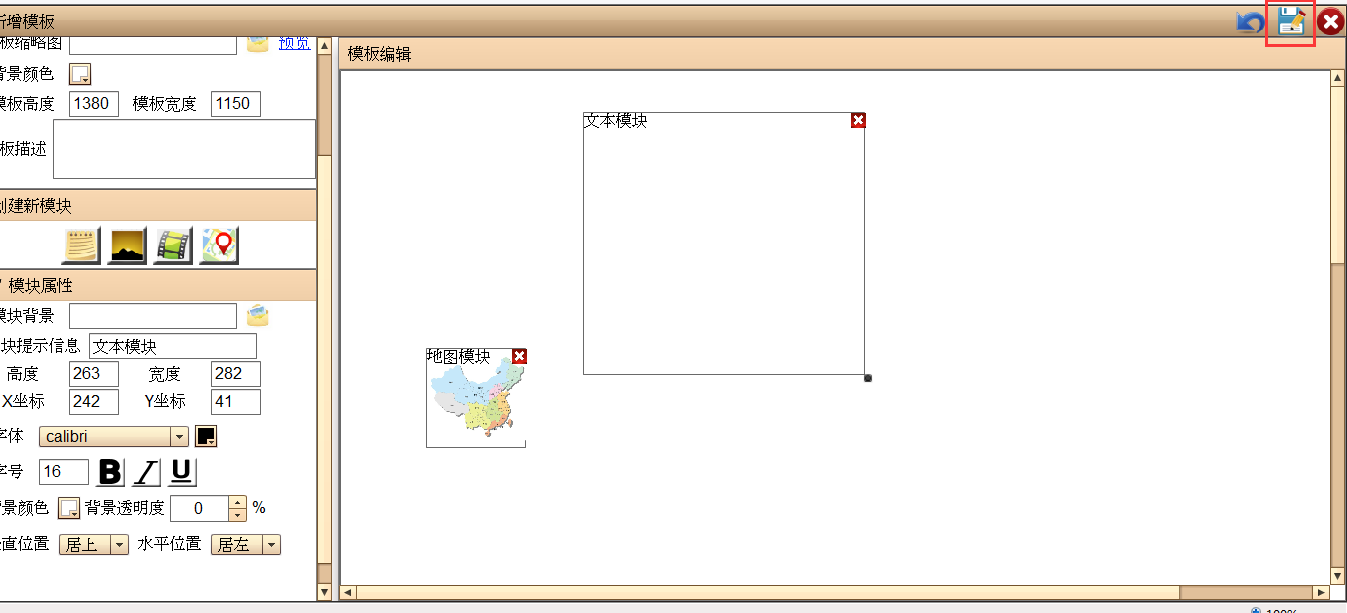 新增模板
模板缩略图 预览
背景颜色
模板高度 1380 模板宽度 1150
模板描述
创建新模块
模块属性
模块背景
模块提示信息 文本模块
高度 263 宽度 282
X坐标 242 Y坐标 41
字体 calibri
字号 16 B I U
背景颜色 背景透明度 0 %
垂直位置 居上 水平位置 居左
模板编辑
文本模块
地图模块
100%